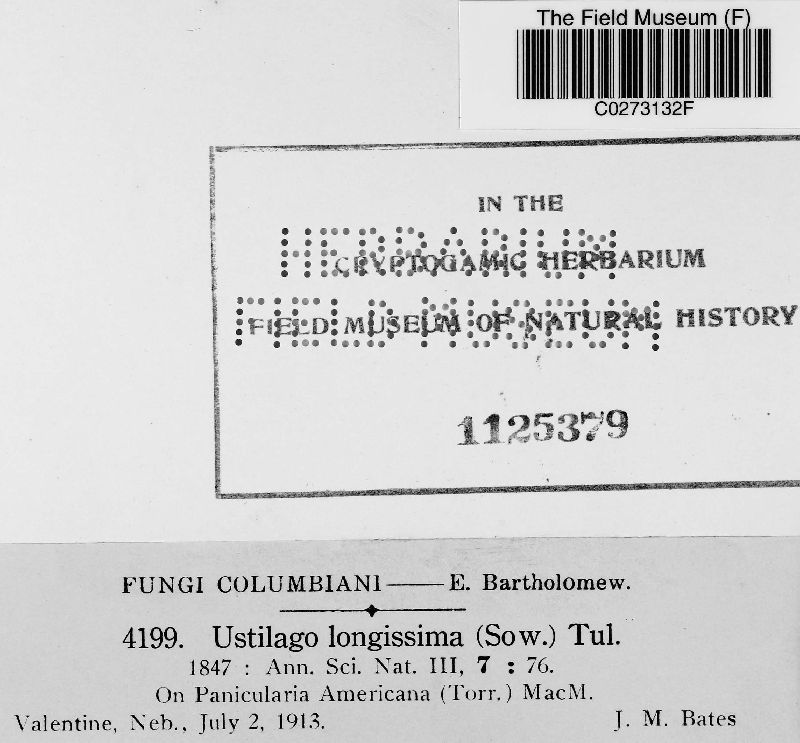 The Field Museum (F)
C0273132F
IN THE
HERBARIUM
CRYPTOGAMIC HERBARIUM
FIELD MUSEUM
FIELD MUSEUM OF NATURAL HISTORY
1125379
FUNGI COLUMBIANI — E. Bartholomew.
4199. Ustilago longissima (Sow.) Tul.
1847 : Ann. Sci. Nat. III, 7 : 76.
On Panicularia Americana (Torr.) MacM.
Valentine, Neb., July 2, 1913. J. M. Bates